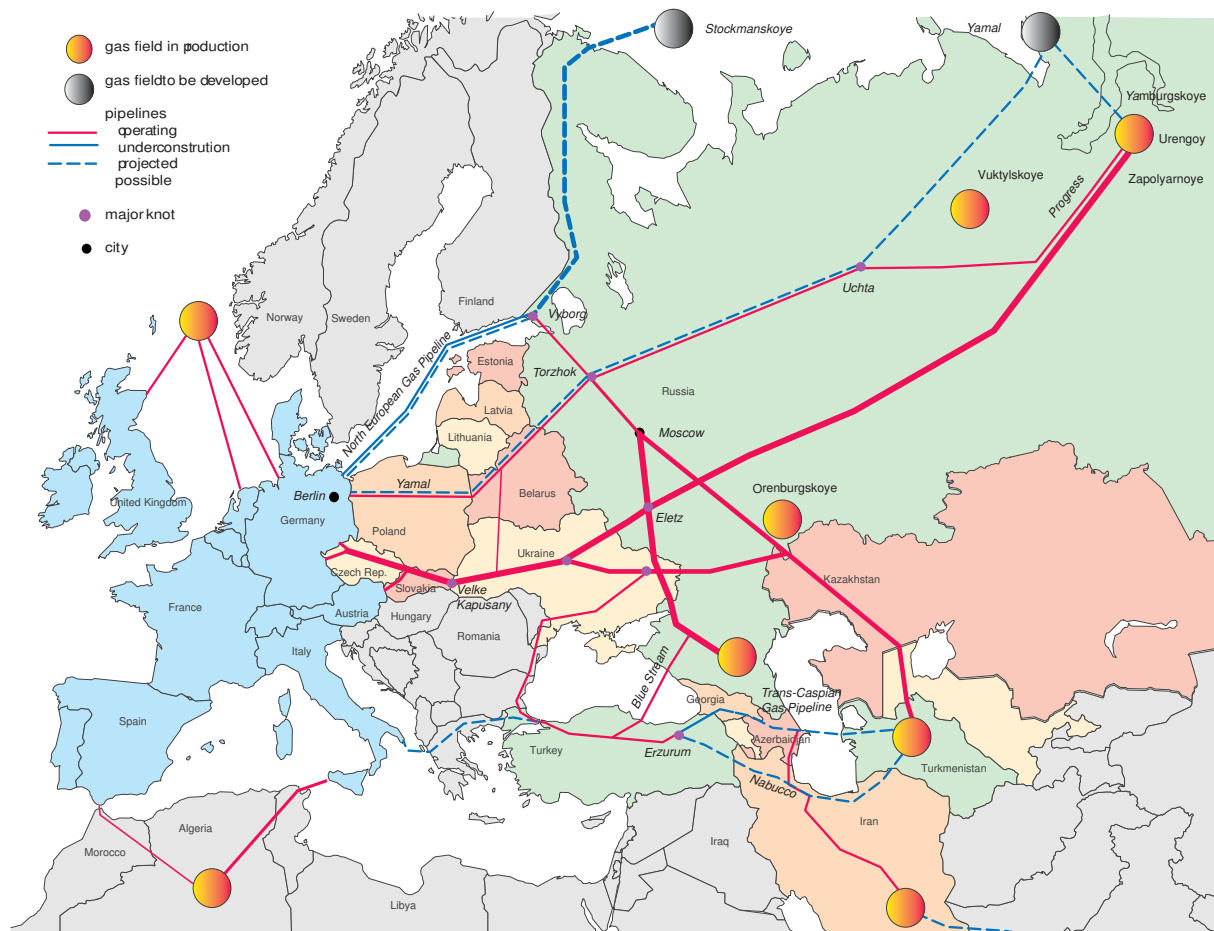 gas field in production
gas field to be developed
pipelines
operating
underconstrution
projected
possible
major knot
city
Stockmanskoye
Yamal
Yamburgskoye
Urengoy
Zapolyarnoye
Vuktylskoye
Progress
Uchta
Finland
Norway
Sweden
Vyborg
North European Gas Pipeline
Estonia
Torzhok
Russia
Latvia
Lithuania
Moscow
Yamal
Berlin
Belarus
Orenburgskoye
United Kingdom
Germany
Eletz
Poland
Ukraine
Czech Rep.
Slovakia
Velke
Kapusany
Kazakhstan
France
Austria
Hungary
Romania
Italy
Blue Stream
Spain
Georgia
Trans-Caspian
Gas Pipeline
Turkey
Erzurum
Azerbaidjan
Turkmenistan
Nabucco
Iran
Algeria
Morocco
Iraq
Libya